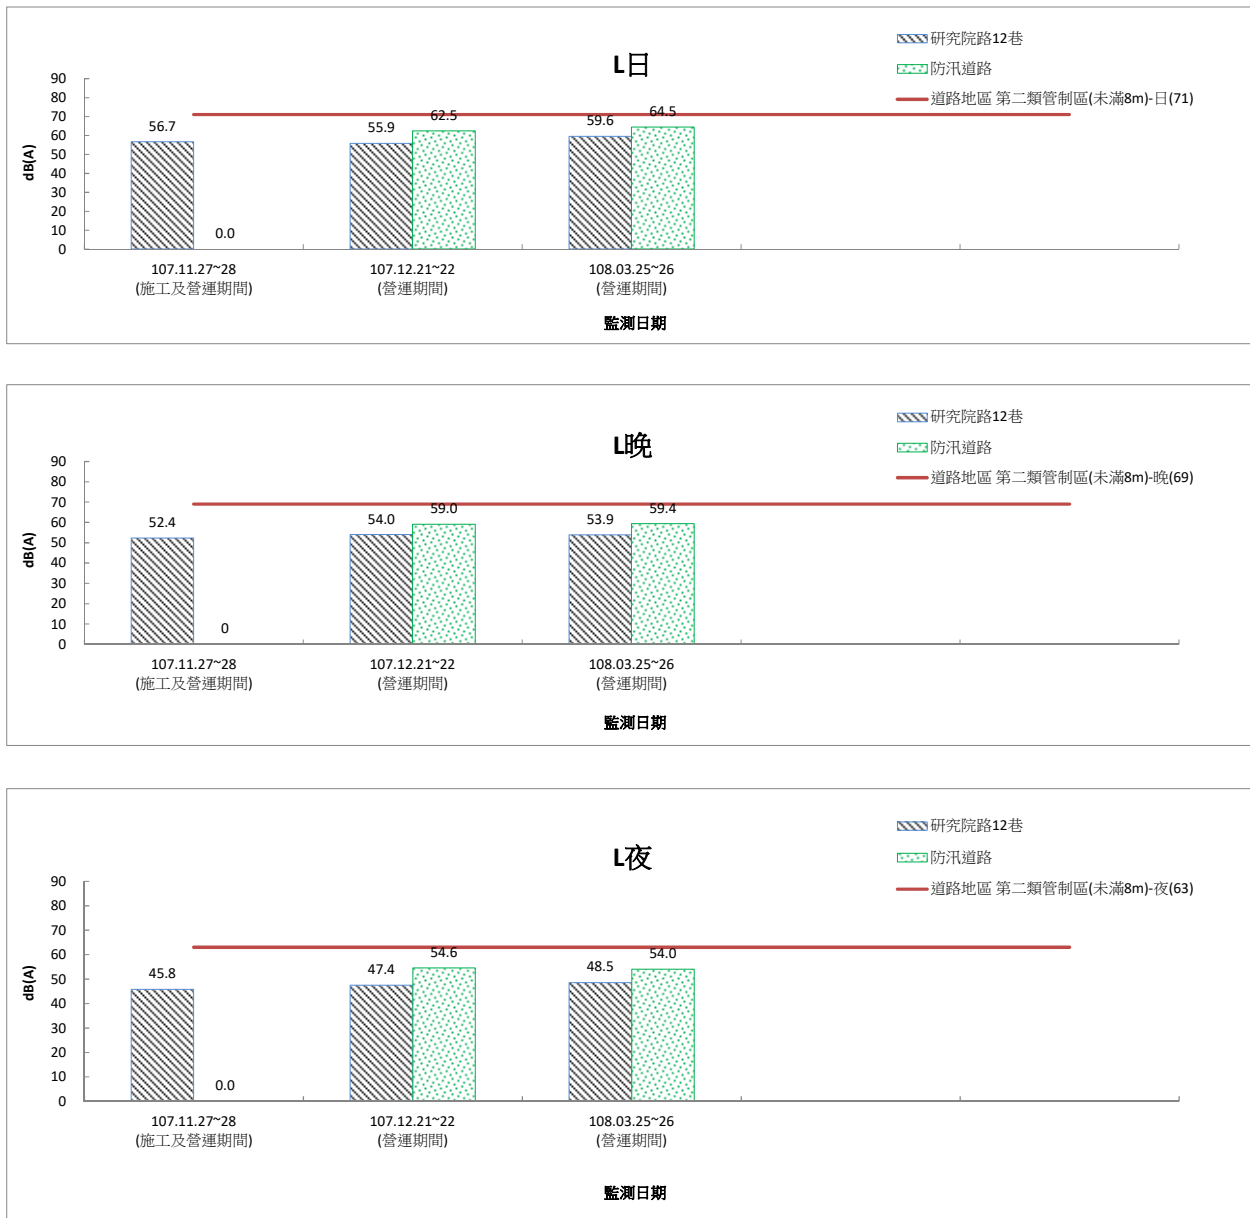 L日
研究院路12巷
防汛道路
道路地區 第二類管制區(未滿8m)-日(71)
dB(A)
90
80
70
60
50
40
30
20
10
0
56.7
0.0
55.9
62.5
59.6
64.5
107.11.27~28
(施工及營運期間)
107.12.21~22
(營運期間)
108.03.25~26
(營運期間)
監測日期
L晚
研究院路12巷
防汛道路
道路地區 第二類管制區(未滿8m)-晚(69)
dB(A)
90
80
70
60
50
40
30
20
10
0
52.4
0
54.0
59.0
53.9
59.4
107.11.27~28
(施工及營運期間)
107.12.21~22
(營運期間)
108.03.25~26
(營運期間)
監測日期
L夜
研究院路12巷
防汛道路
道路地區 第二類管制區(未滿8m)-夜(63)
dB(A)
90
80
70
60
50
40
30
20
10
0
45.8
0.0
47.4
54.6
48.5
54.0
107.11.27~28
(施工及營運期間)
107.12.21~22
(營運期間)
108.03.25~26
(營運期間)
監測日期